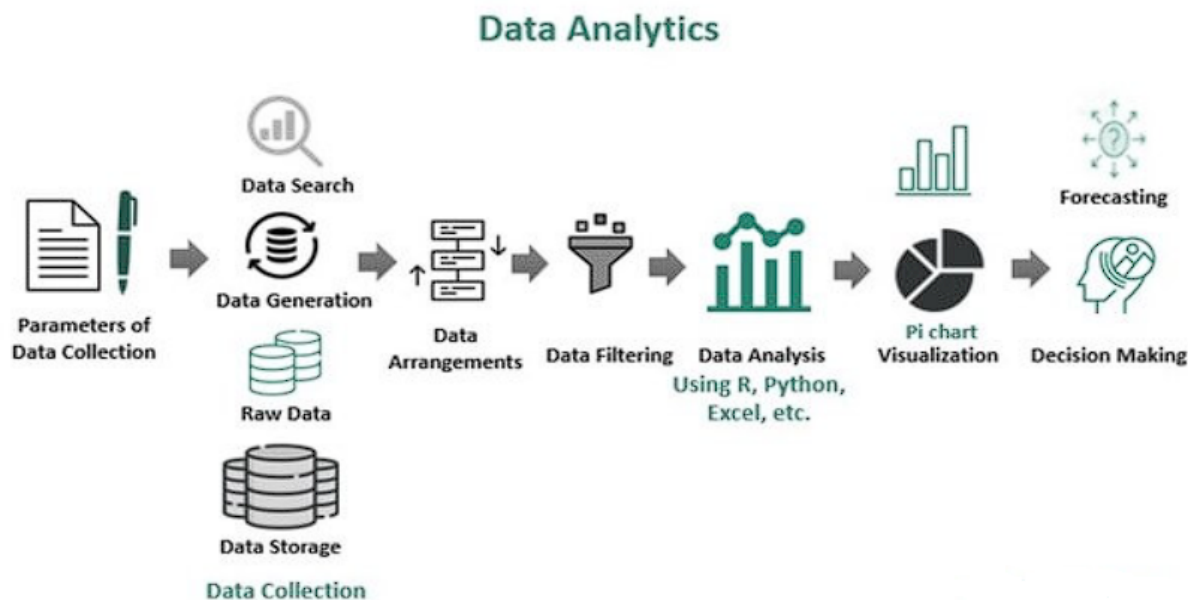 Data Analytics
Parameters of
Data Collection
Data Search
Data Generation
Raw Data
Data Storage
Data Collection
Data
Arrangements
Data Filtering
Data Analysis
Using R, Python,
Excel, etc.
Pi chart
Visualization
?
Forecasting
Decision Making